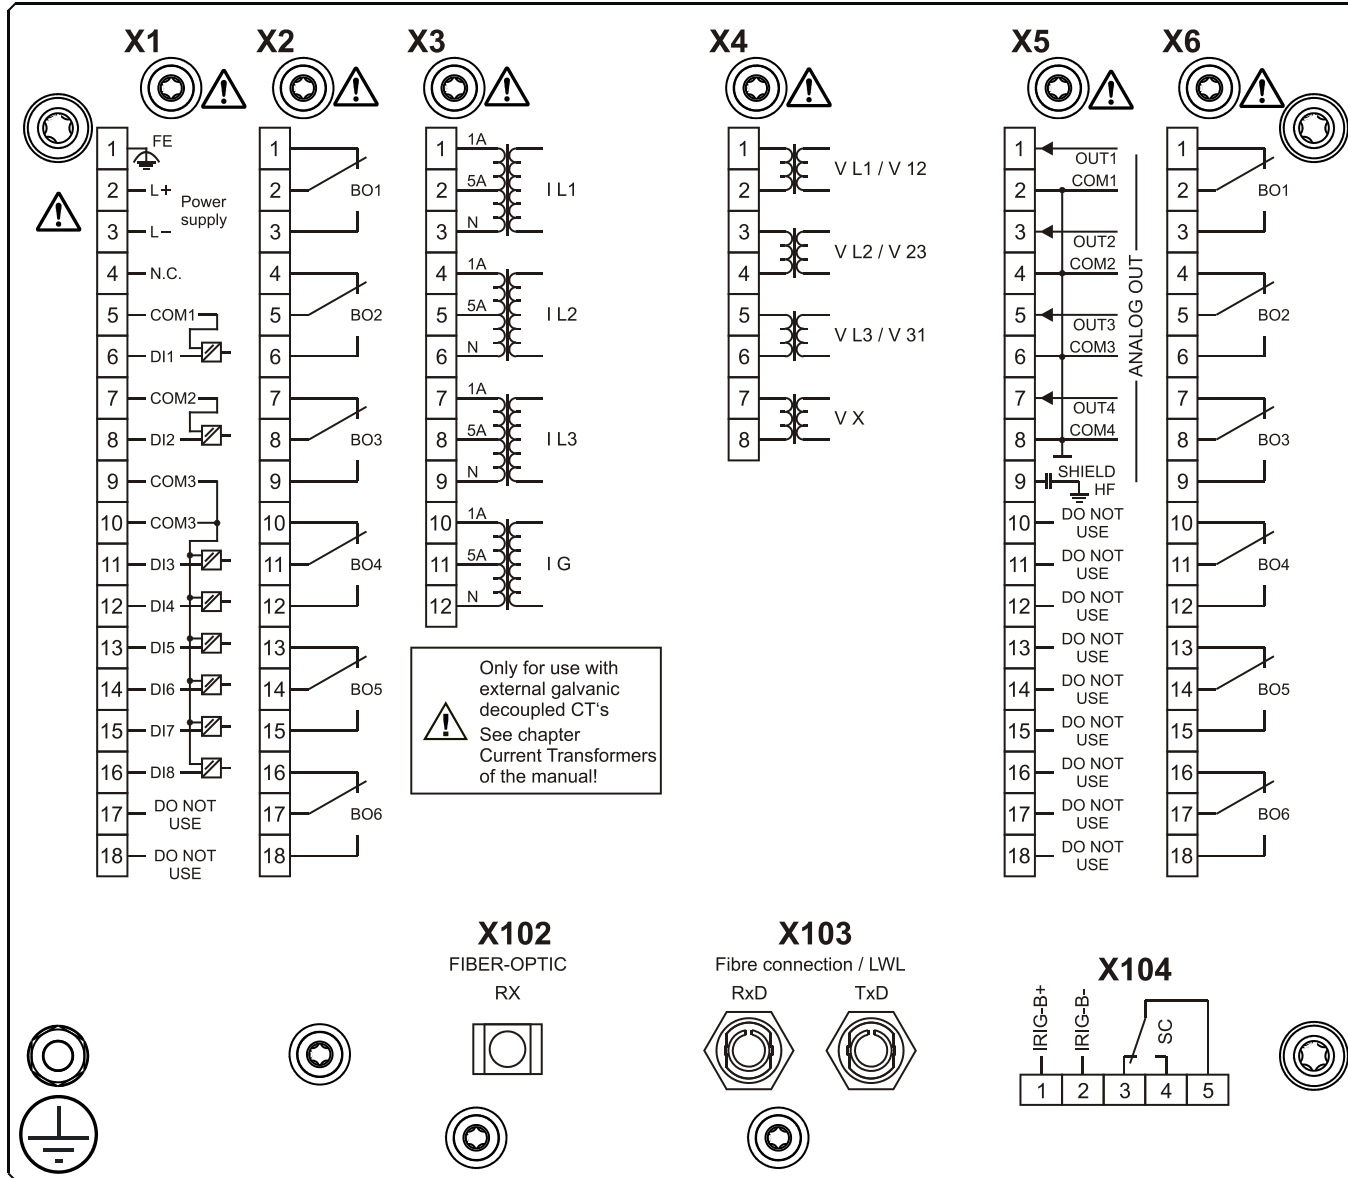 X1
X2
X3
X4
X5
X6
1 FE
2 L+
Power
supply
3 L–
4 N.C.
5 COM1
6 DI1
7 COM2
8 DI2
9 COM3
10 COM3
11 DI3
12 DI4
13 DI5
14 DI6
15 DI7
16 DI8
17 DO NOT
USE
18 DO NOT
USE
1
2 BO1
3
4
5 BO2
6
7
8 BO3
9
10
11 BO4
12
13
14 BO5
15
16
17 BO6
18
1 1A
2 5A I L1
3 N
4 1A
5 5A I L2
6 N
7 1A
8 5A I L3
9 N
10 1A
11 5A I G
12 N
Only for use with
external galvanic
decoupled CT's
See chapter
Current Transformers
of the manual!
1
V L1 / V 12
2
3
V L2 / V 23
4
5
V L3 / V 31
6
7
V X
8
1 OUT1
2 COM1
3 OUT2
4 COM2
5 OUT3
6 COM3
7 OUT4
8 COM4
ANALOG OUT
9 SHIELD
HF
10 DO NOT
USE
11 DO NOT
USE
12 DO NOT
USE
13 DO NOT
USE
14 DO NOT
USE
15 DO NOT
USE
16 DO NOT
USE
17 DO NOT
USE
18 DO NOT
USE
1
2 BO1
3
4
5 BO2
6
7
8 BO3
9
10
11 BO4
12
13
14 BO5
15
16
17 BO6
18
X102
FIBER-OPTIC
RX
X103
Fibre connection / LWL
RxD TxD
X104
IRIG-B+
IRIG-B-
SC
1 2 3 4 5